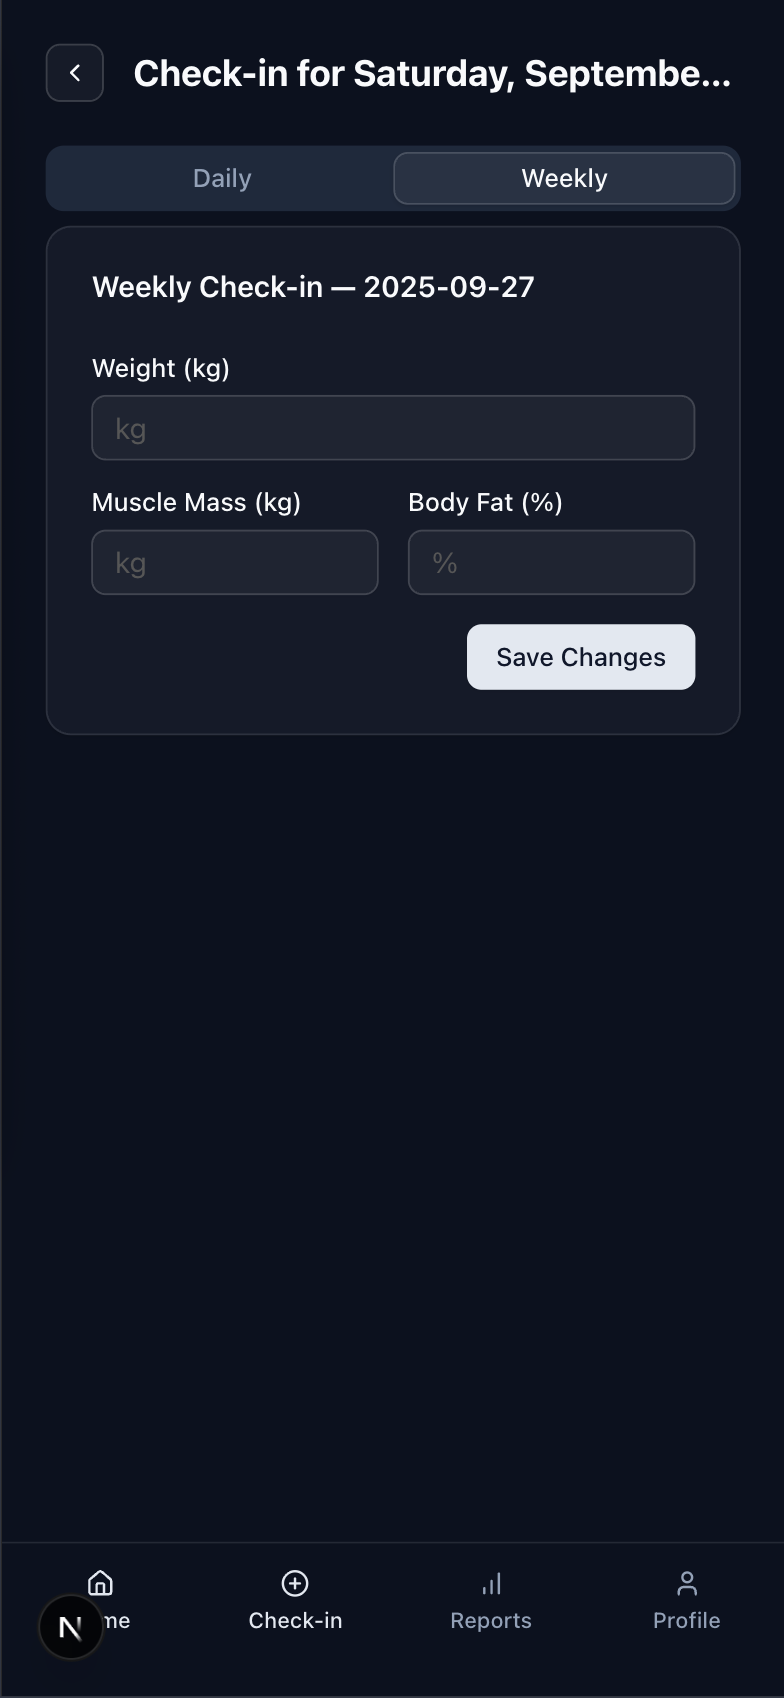 Check-in for Saturday, Septembe...
Daily Weekly
Weekly Check-in — 2025-09-27
Weight (kg)
kg
Muscle Mass (kg) Body Fat (%)
kg %
Save Changes
N me Check-in Reports Profile